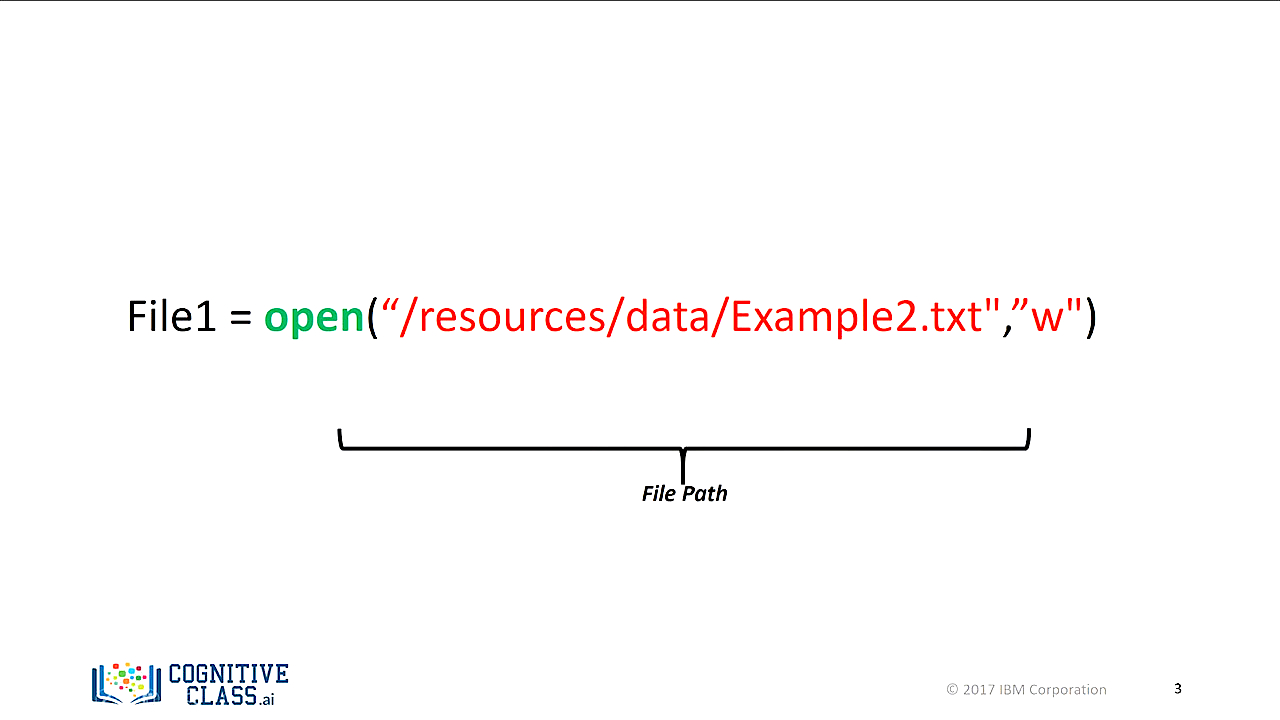 File1 = open(“/resources/data/Example2.txt",”w")
File Path
COGNITIVE
CLASS.ai
© 2017 IBM Corporation
3